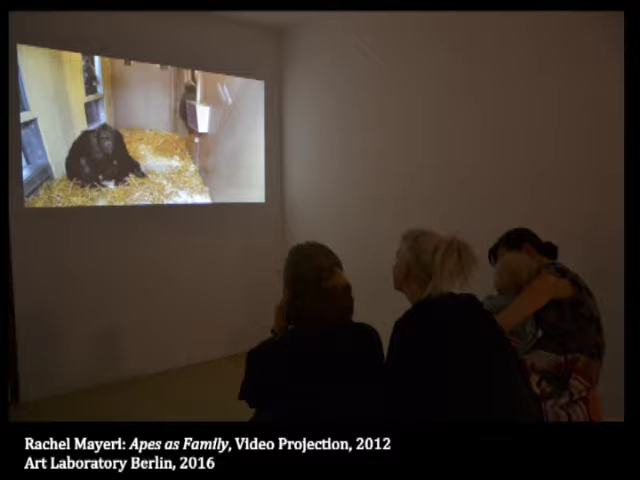 Rachel Mayeri: Apes as Family, Video Projection, 2012
Art Laboratory Berlin, 2016